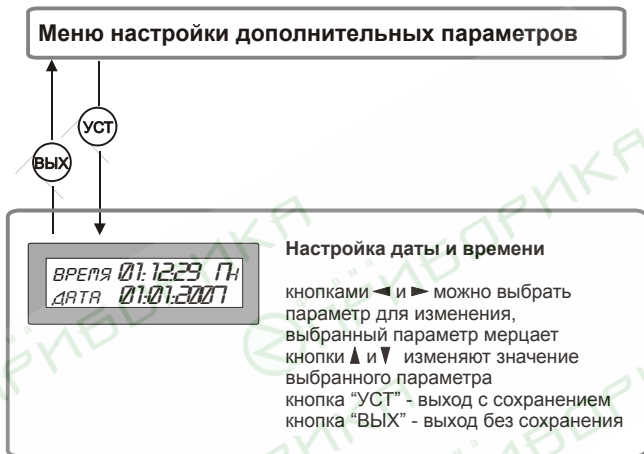 Меню настройки дополнительных параметров
УСТ
ВЫХ
ВРЕМЯ 01:12:29 ПН
ДАТА 01:01:2007
Настройка даты и времени
кнопками ◄ и ► можно выбрать
параметр для изменения,
выбранный параметр мерцает
кнопки ▲ и ▼ изменяют значение
выбранного параметра
кнопка “УСТ” - выход с сохранением
кнопка “ВЫХ” - выход без сохранения